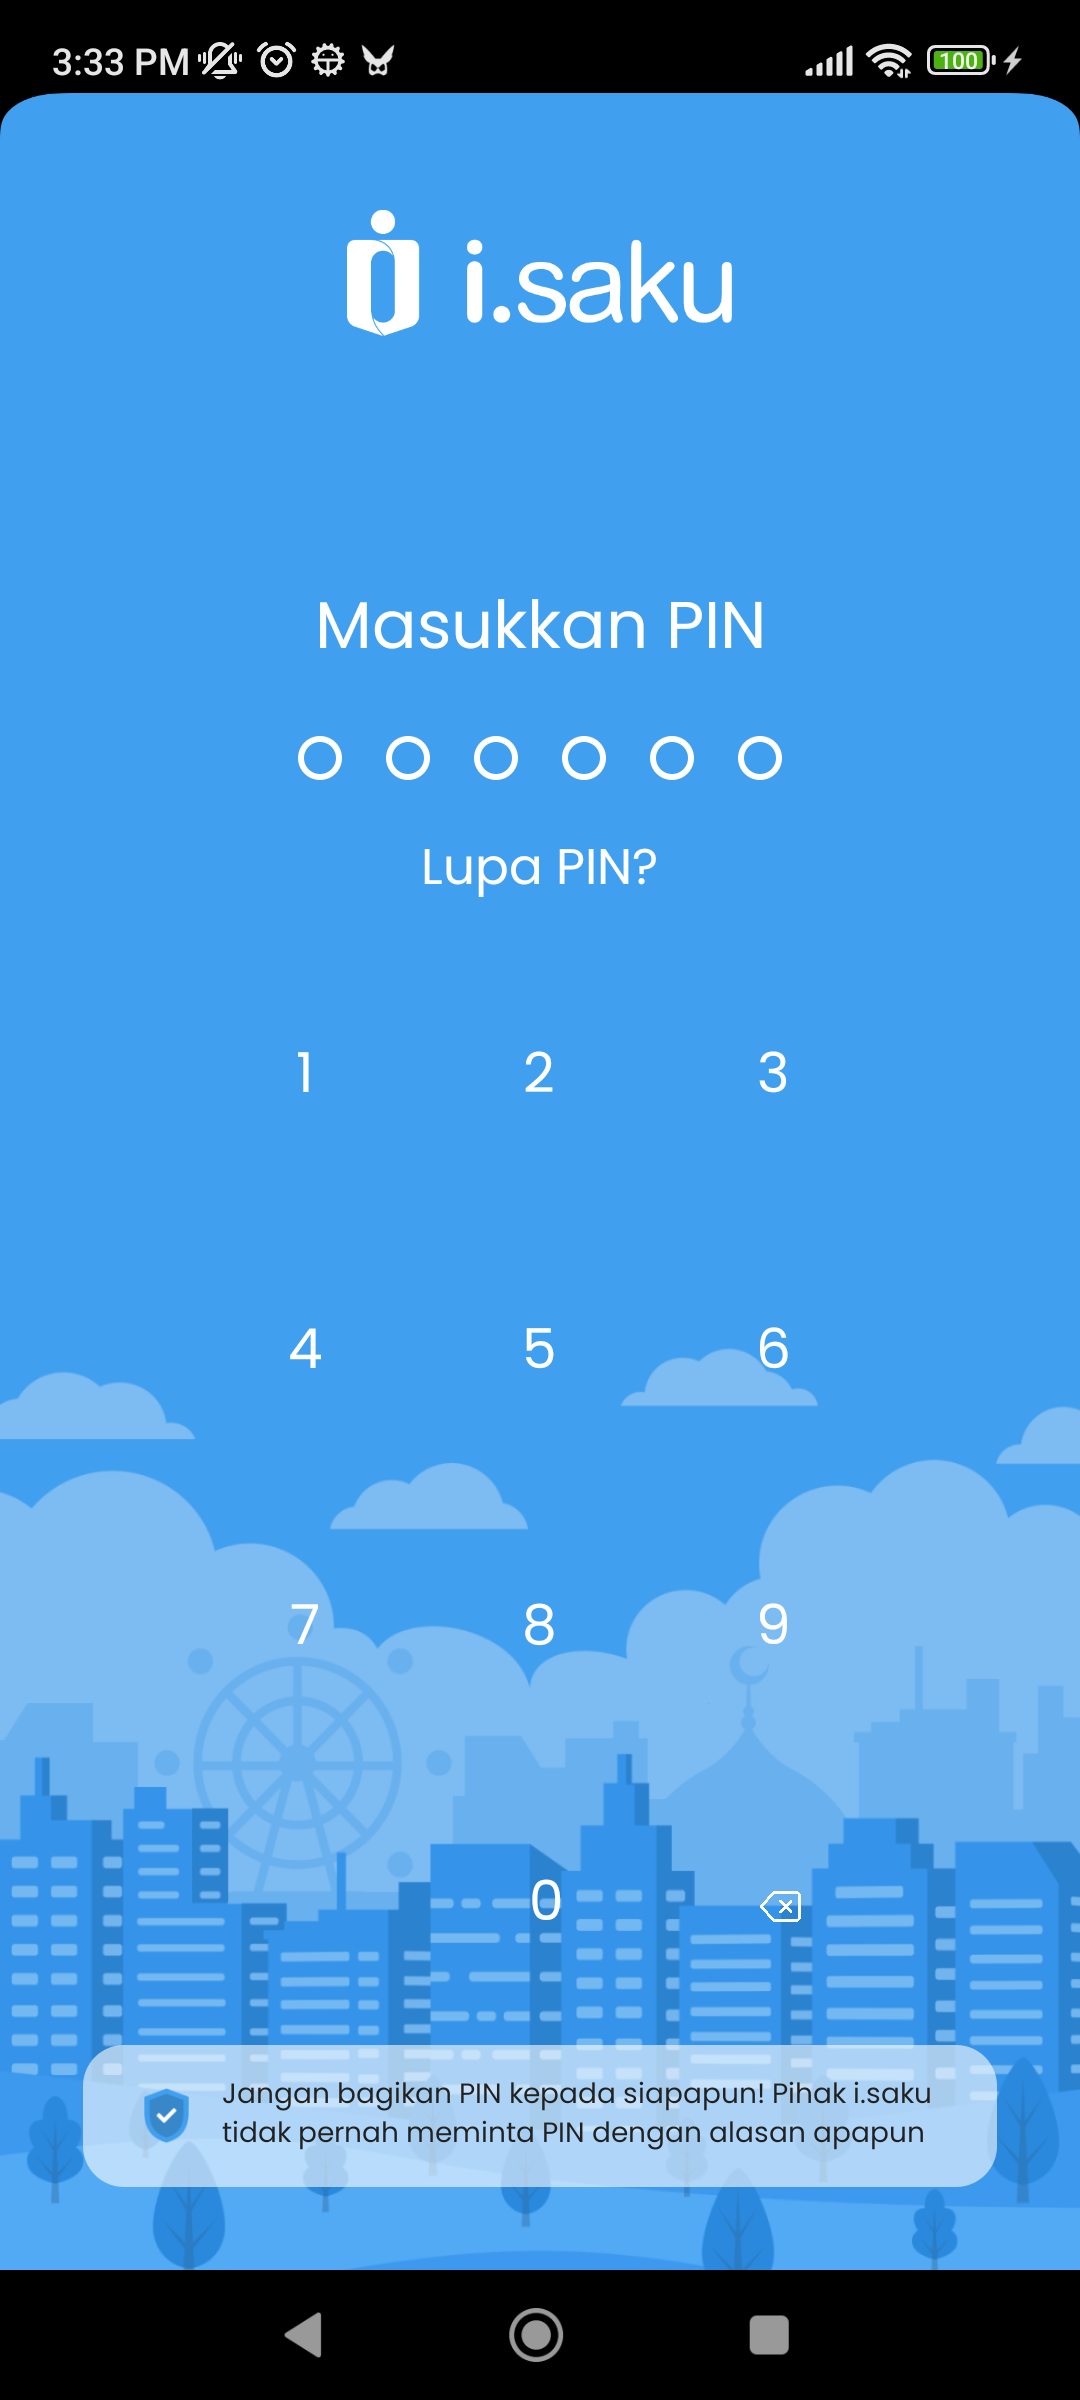 3:33 PM
100
i.saku
Masukkan PIN
Lupa PIN?
1 2 3
4 5 6
7 8 9
0
Jangan bagikan PIN kepada siapapun! Pihak i.saku
tidak pernah meminta PIN dengan alasan apapun